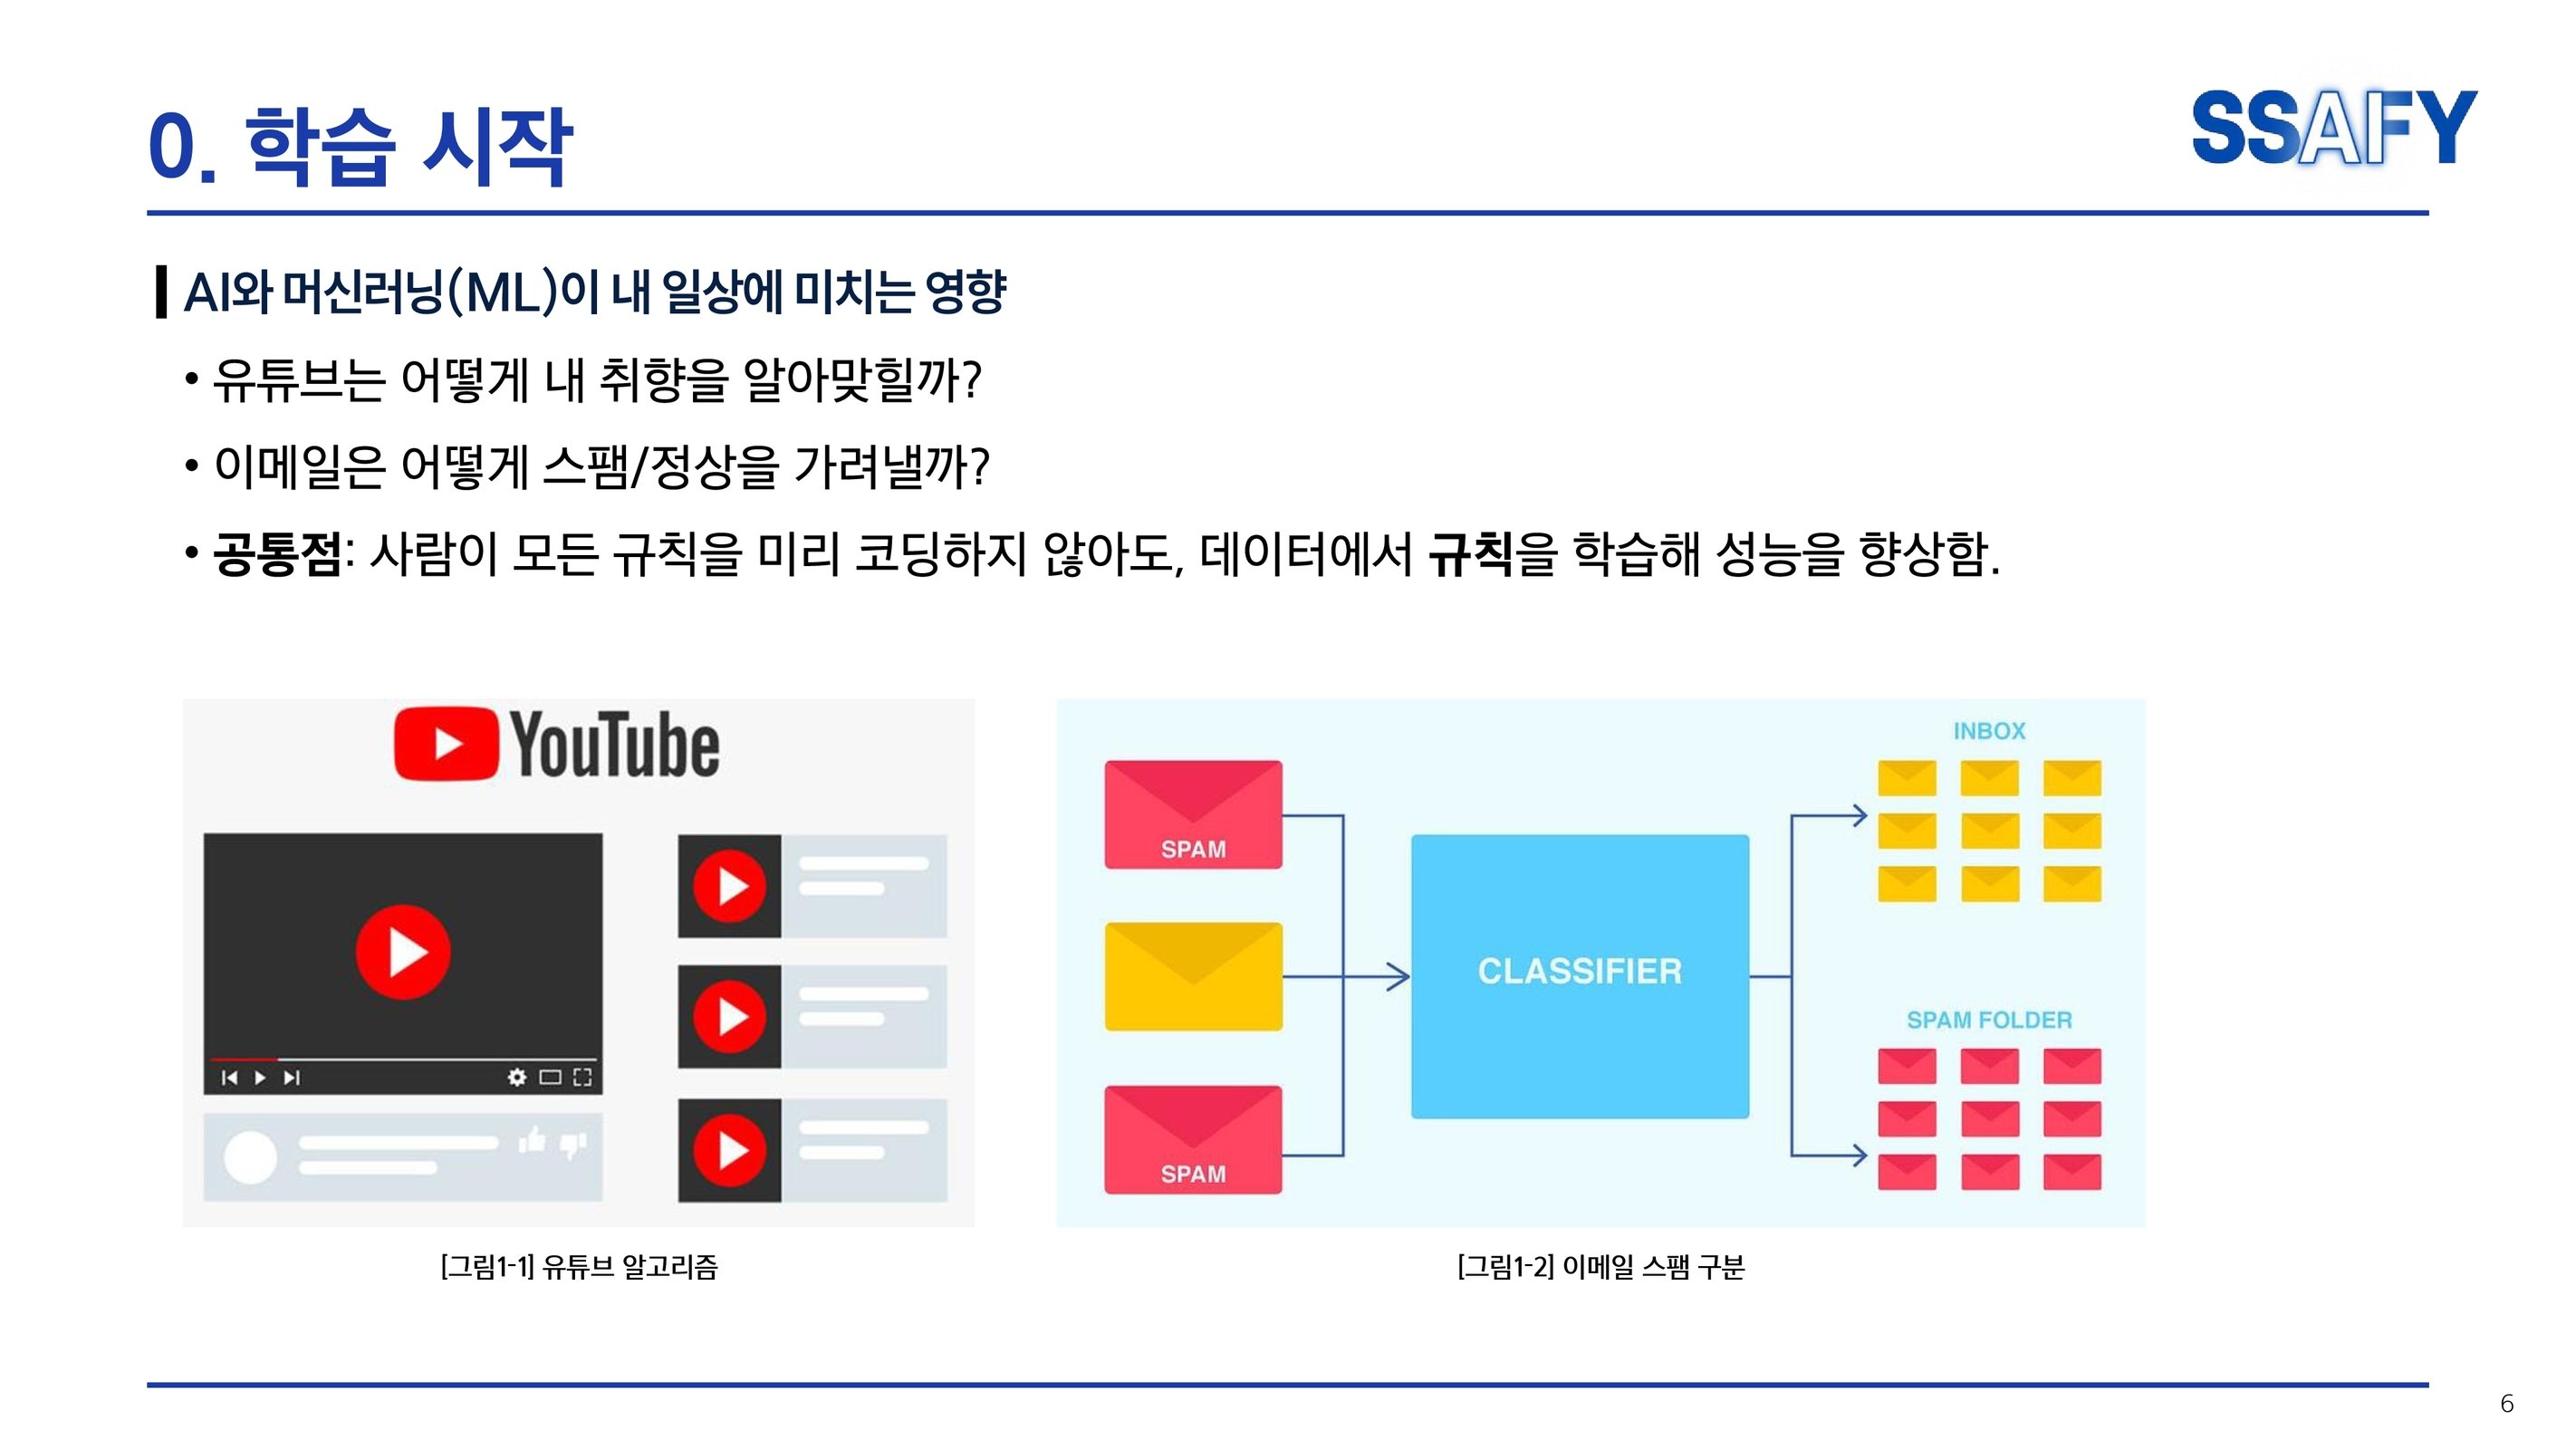 0. 학습 시작
SSAFY
AI와 머신러닝(ML)이 내 일상에 미치는 영향
• 유튜브는 어떻게 내 취향을 알아맞힐까?
• 이메일은 어떻게 스팸/정상을 가려낼까?
• 공통점: 사람이 모든 규칙을 미리 코딩하지 않아도, 데이터에서 규칙을 학습해 성능을 향상함.
YouTube
SPAM
SPAM
CLASSIFIER
INBOX
SPAM FOLDER
[그림1-1] 유튜브 알고리즘
[그림1-2] 이메일 스팸 구분
6